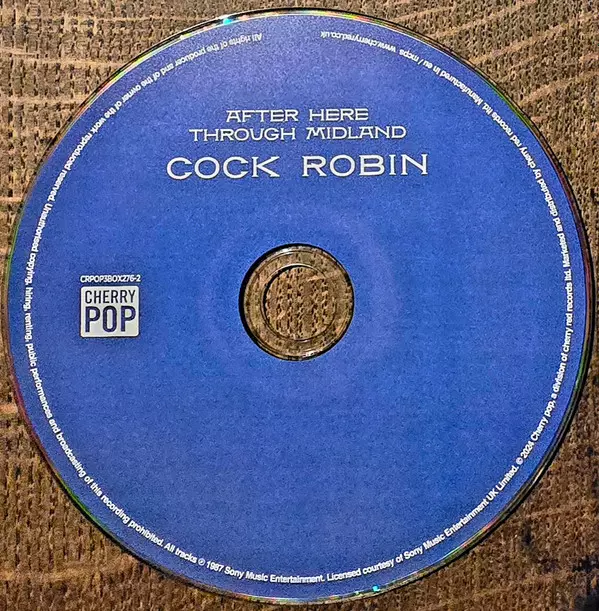 AFTER HERE
THROUGH MIDLAND
COCK ROBIN
CRPOP3BOX276-2
CHERRY
POP
All rights of the producer and of the owner of the work reproduced reserved. Unauthorised copying, hiring, renting, public performances and broadcasting of this recording prohibited. All tracks ℗ 1987 Sony Music Entertainment. Licensed courtesy of Sony Music Entertainment UK Limited. © 2024 Cherry pop, a division of cherry red records ltd. Marketed and distributed by cherry red records ltd. Manufactured in eu / mcps www.cherryred.co.uk